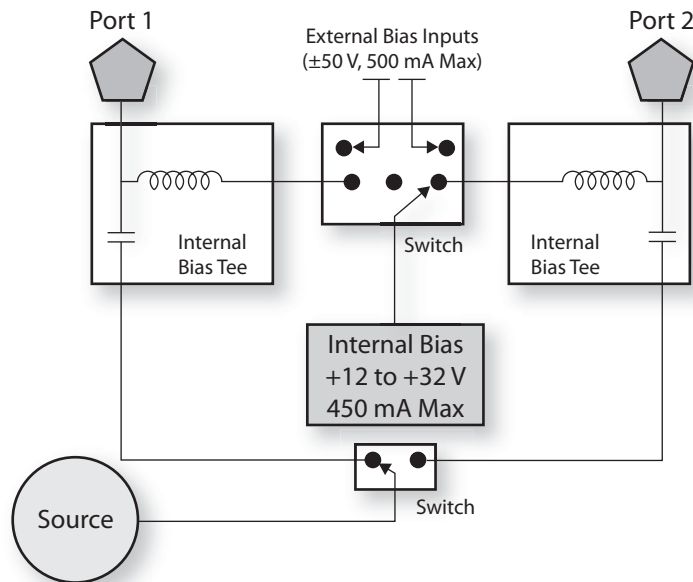 Port 1
Port 2
External Bias Inputs
(±50 V, 500 mA Max)
Internal
Bias Tee
Switch
Internal
Bias Tee
Internal Bias
+12 to +32 V
450 mA Max
Source
Switch